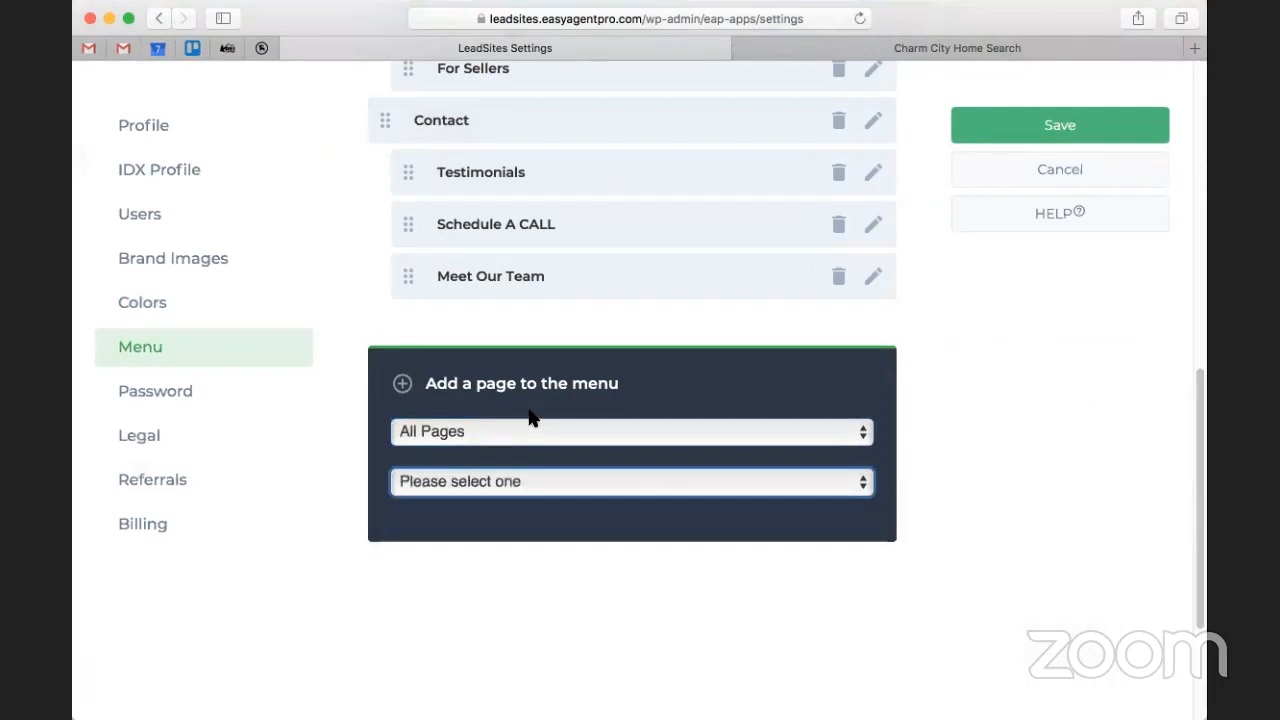 leadsites.easyagentpro.com/wp-admin/eap-apps/settings
7
LeadSites Settings
Charm City Home Search
For Sellers
Contact
Testimonials
Schedule A CALL
Meet Our Team
Profile
IDX Profile
Users
Brand Images
Colors
Menu
Password
Legal
Referrals
Billing
Add a page to the menu
All Pages
Please select one
Save
Cancel
HELP?
zoom